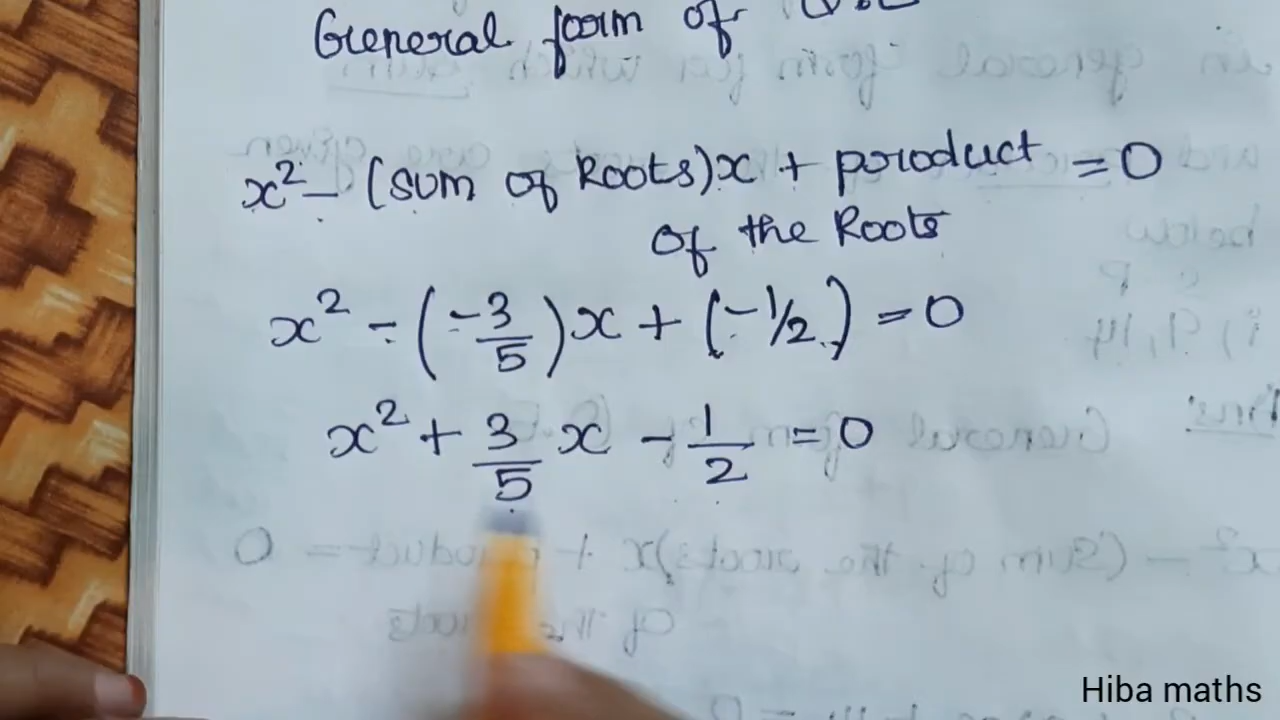 General form of
x² - (sum of Roots)x + product = 0
of the Roots
x² - (-3/5)x + (-1/2) = 0
x² + 3/5 x - 1/2 = 0
Hiba maths